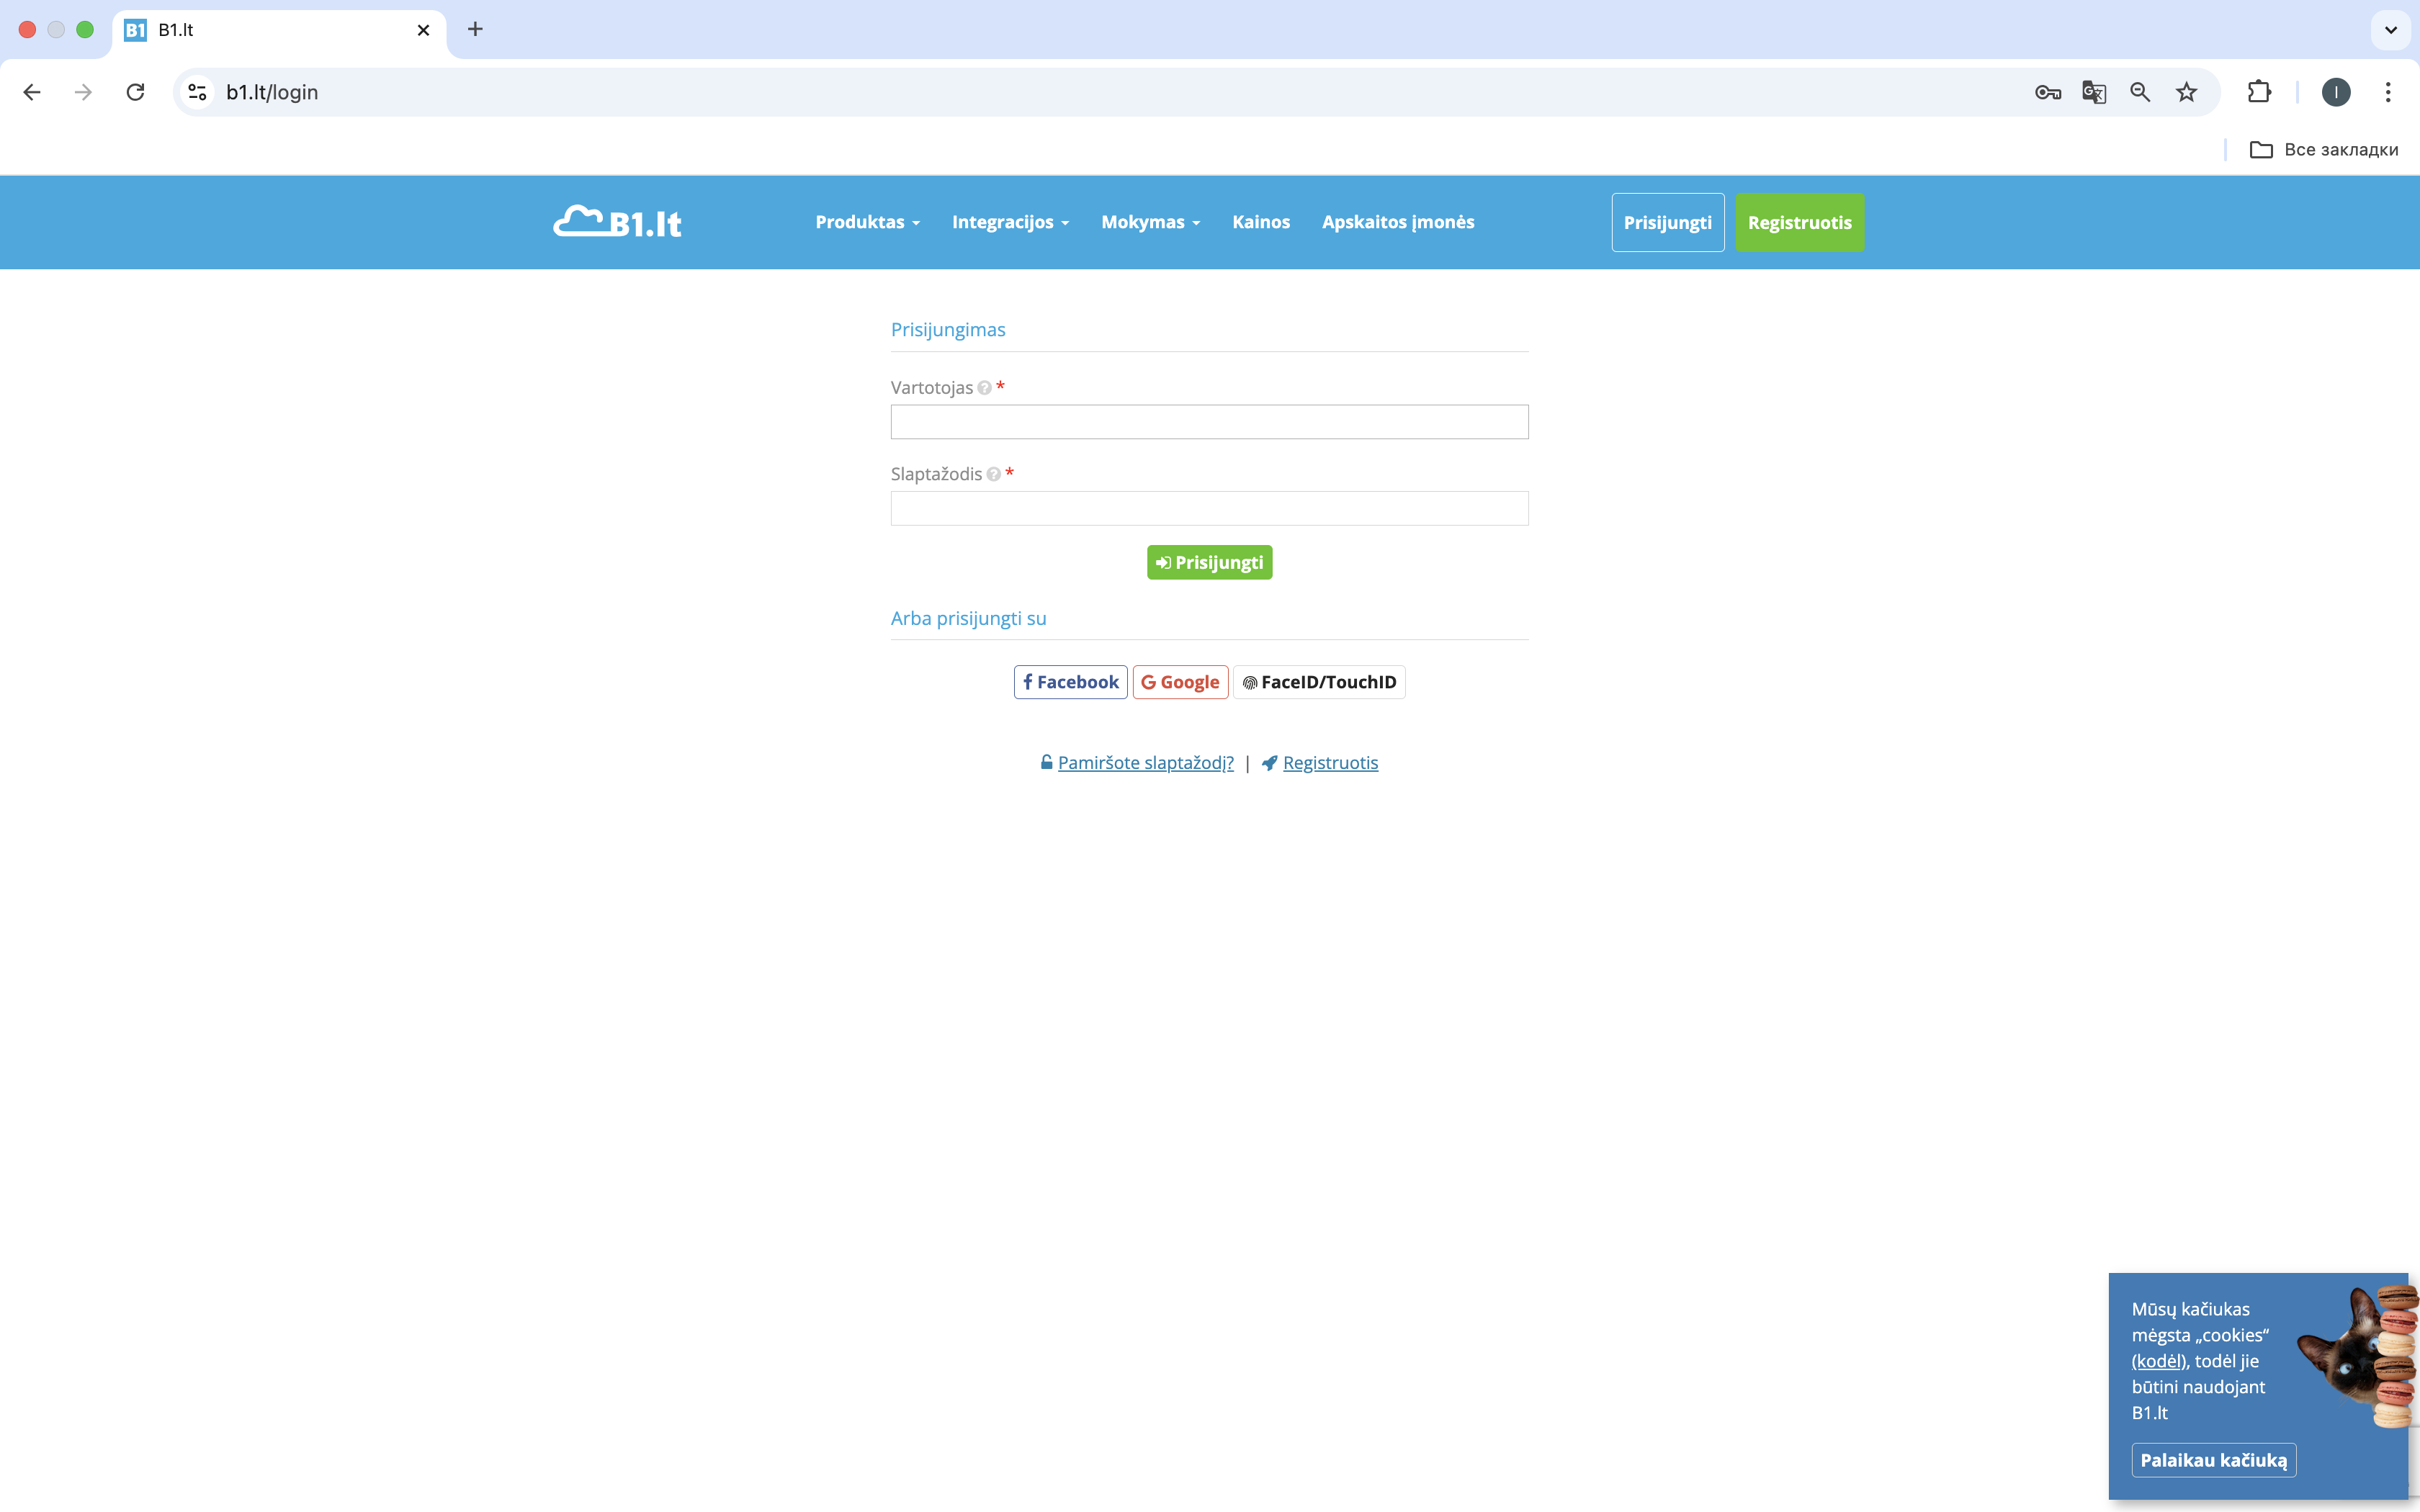 B1 B1.lt
b1.lt/login
I
Все закладки
B1.lt
Produktas Integracijos Mokymas Kainos Apskaitos įmonės Prisijungti Registruotis
Prisijungimas
Vartotojas ? *
Slaptažodis ? *
Prisijungti
Arba prisijungti su
f Facebook G Google FaceID/TouchID
Pamiršote slaptažodį? | Registruotis
Mūsų kačiukas
mėgsta „cookies“
(kodėl), todėl jie
būtini naudojant
B1.lt
Palaikau kačiuką